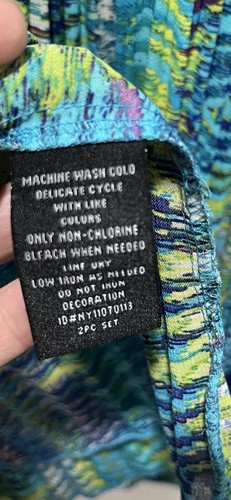 MACHINE WASH COLD
DELICATE CYCLE
WITH LIKE
COLORS
ONLY NON-CHLORINE
BLEACH WHEN NEEDED
LINE DRY
LOW IRON AS NEEDED
DO NOT IRON
DECORATION
ID#NY11070113
2PC SET